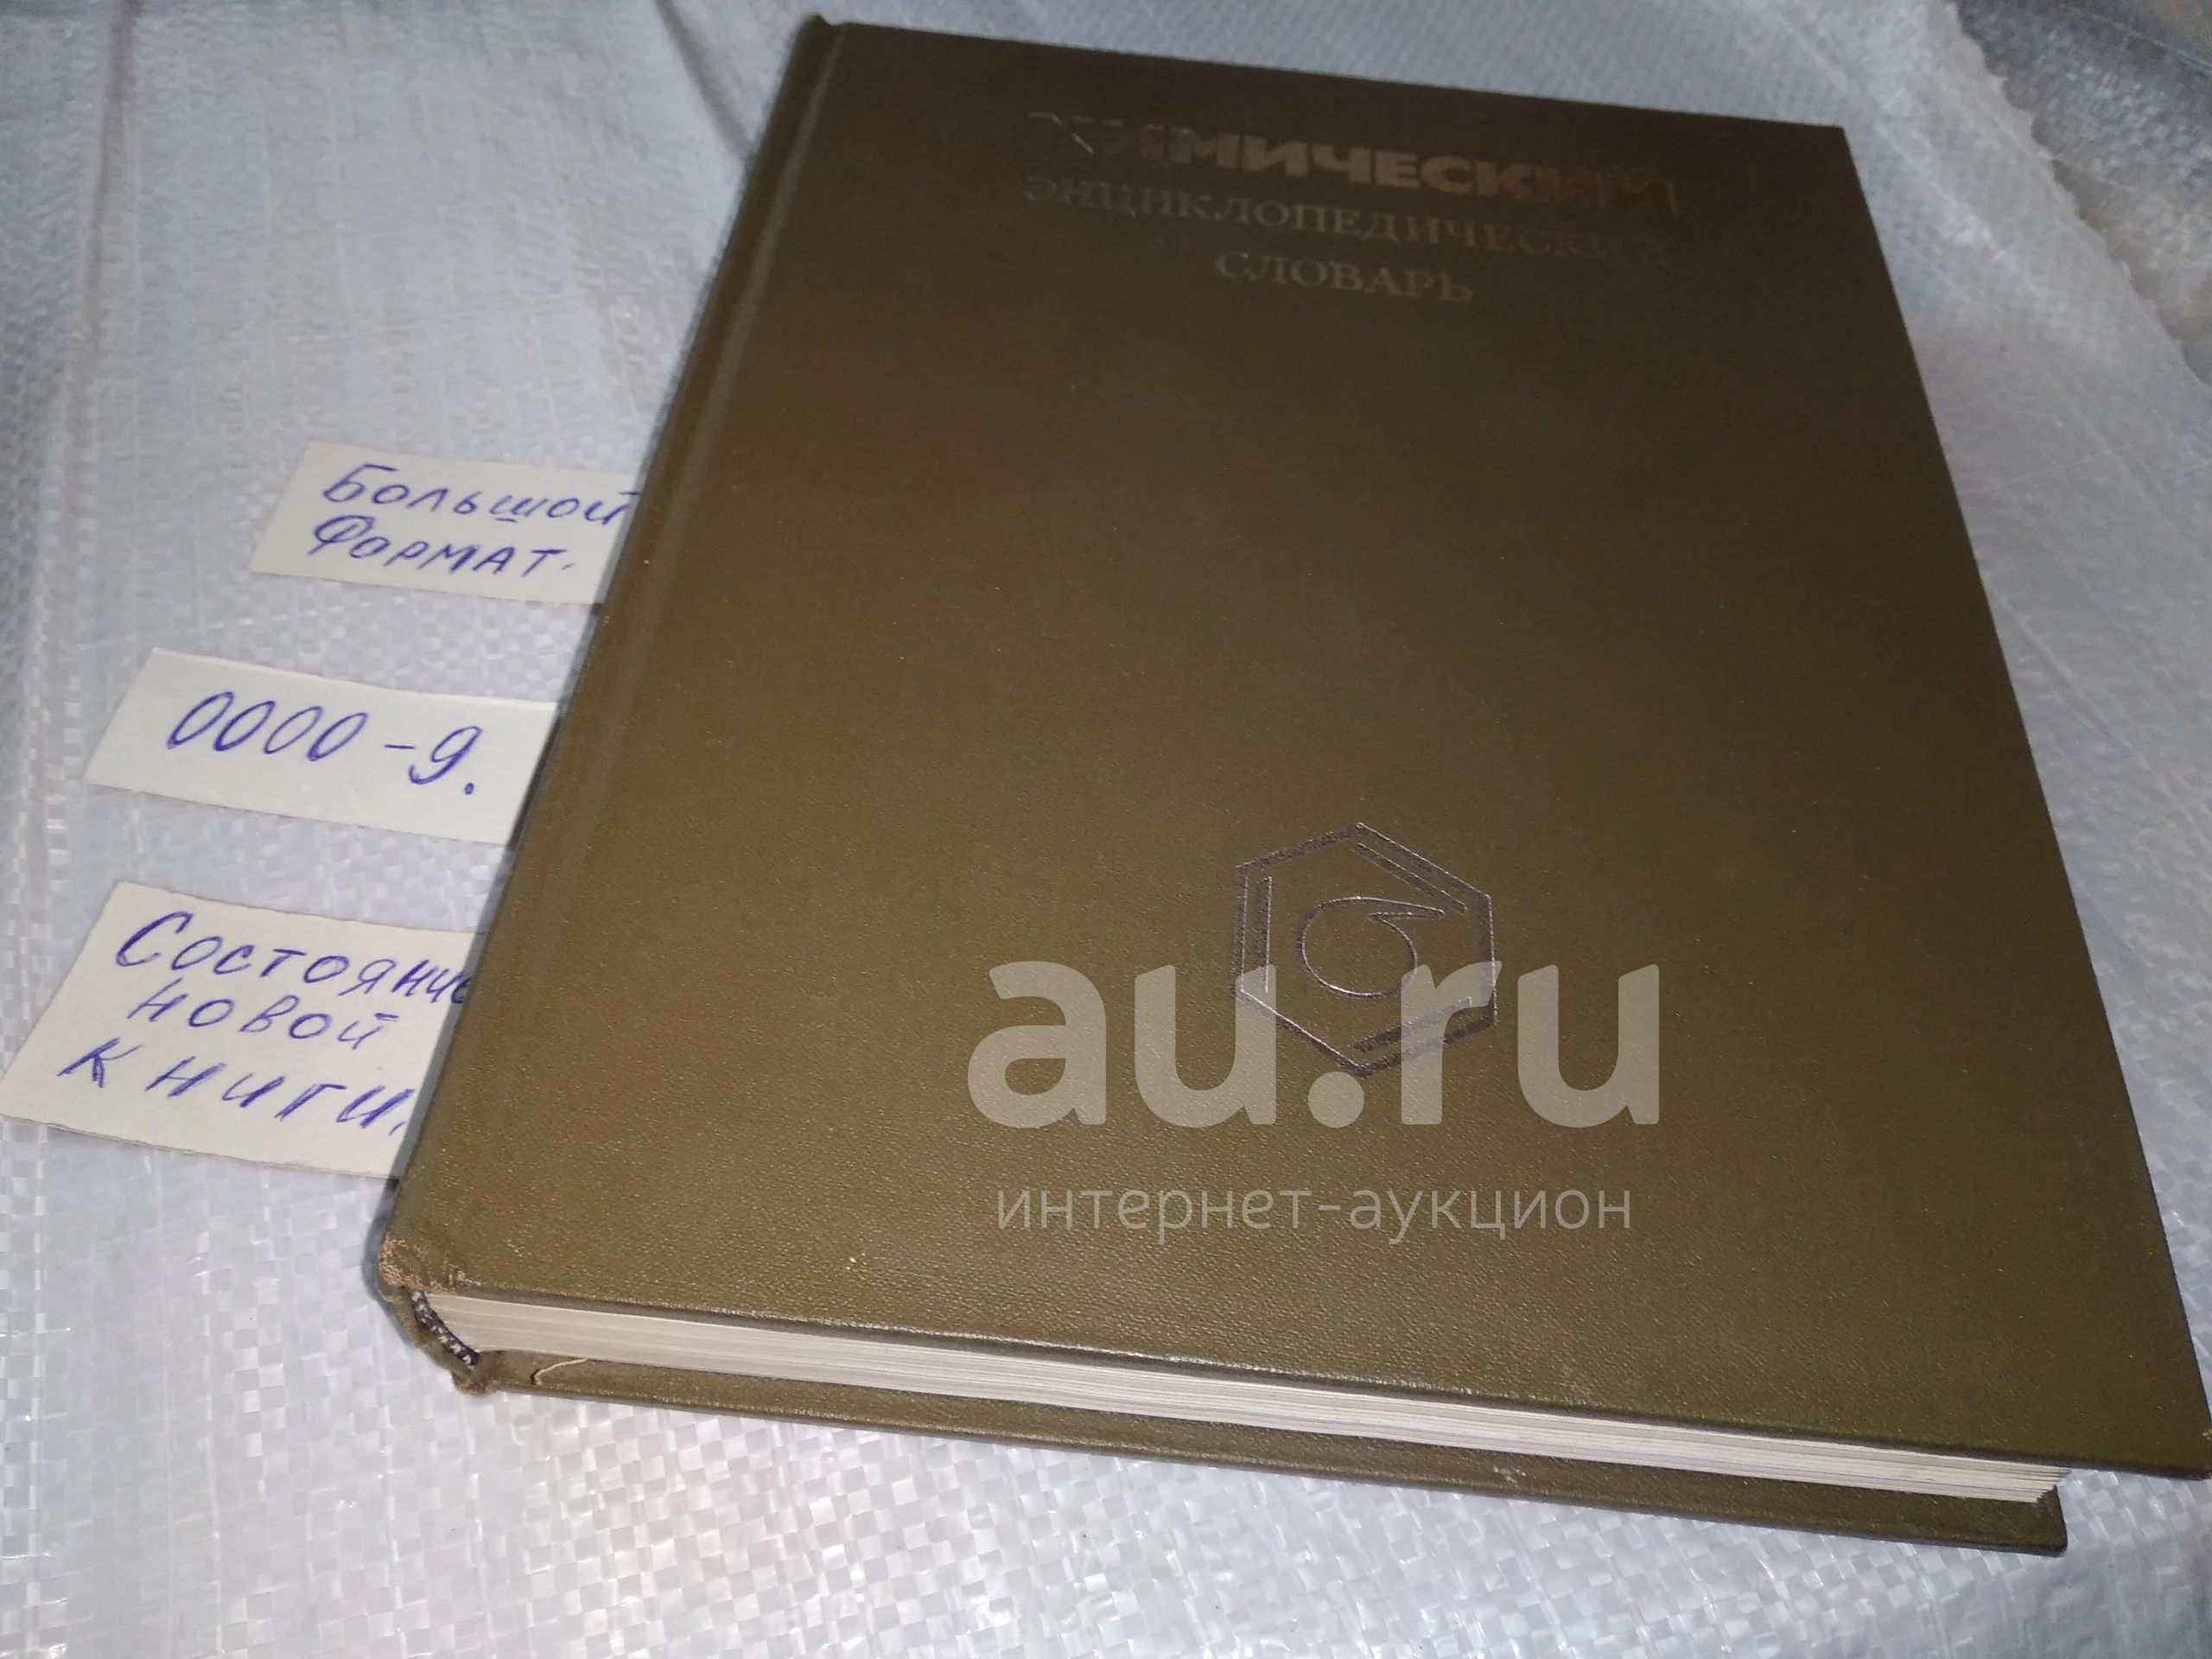 ХИМИЧЕСКИЙ
ЭНЦИКЛОПЕДИЧЕСКИЙ
СЛОВАРЬ
Большой
Формат.
0000-9.
Состояние
новой
книги.
au.ru
интернет-аукцион